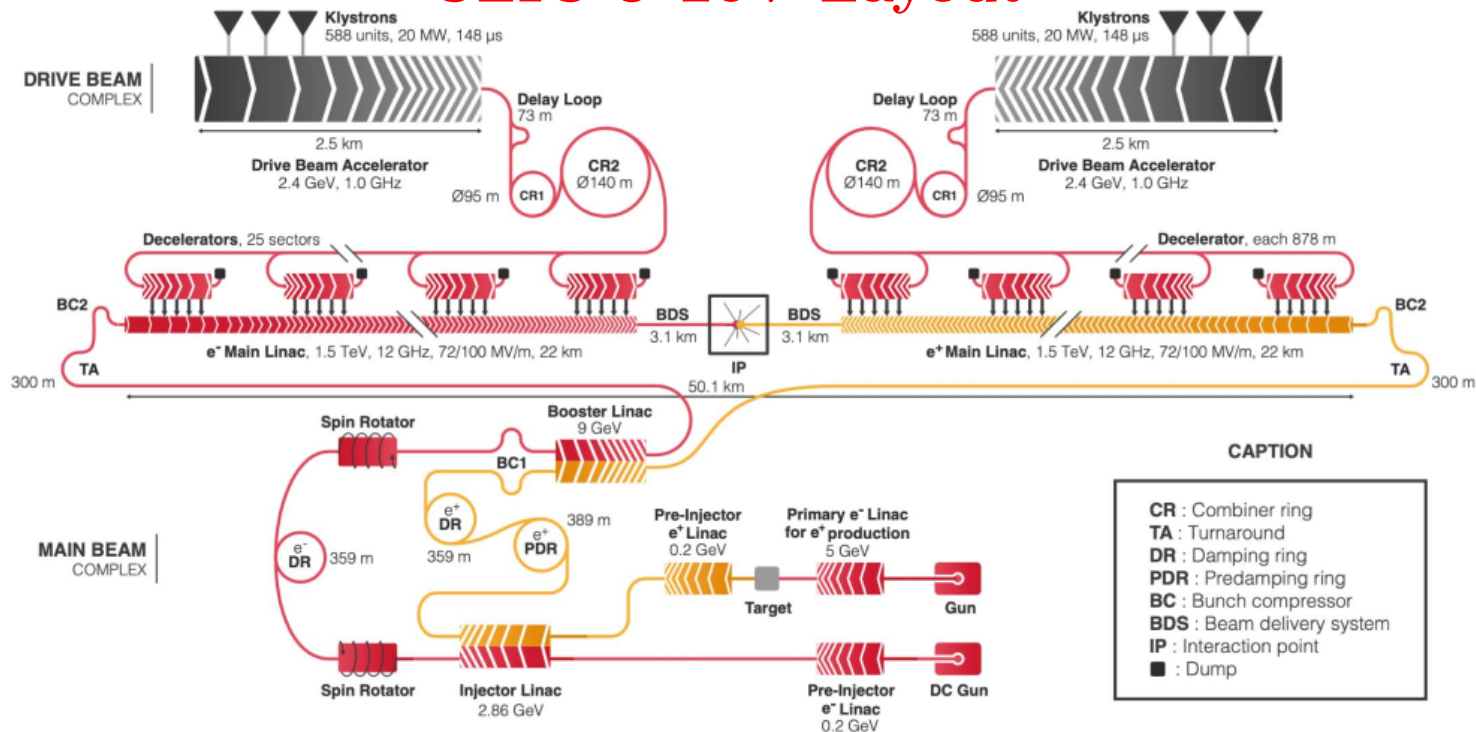 Klystrons
588 units, 20 MW, 148 µs
Klystrons
588 units, 20 MW, 148 µs
DRIVE BEAM
COMPLEX
Delay Loop
73 m
Delay Loop
73 m
2.5 km
2.5 km
Drive Beam Accelerator
2.4 GeV, 1.0 GHz
Drive Beam Accelerator
2.4 GeV, 1.0 GHz
CR2
Ø140 m
CR2
Ø140 m
Ø95 m
CR1
CR1
Ø95 m
Decelerators, 25 sectors
Decelerator, each 878 m
BC2
BDS
3.1 km
BDS
3.1 km
BC2
e⁻ Main Linac, 1.5 TeV, 12 GHz, 72/100 MV/m, 22 km
IP
e⁺ Main Linac, 1.5 TeV, 12 GHz, 72/100 MV/m, 22 km
TA
300 m
50.1 km
TA
300 m
Spin Rotator
Booster Linac
9 GeV
BC1
MAIN BEAM
COMPLEX
e⁻
DR
359 m
e⁺
DR
359 m
e⁺
PDR
389 m
Pre-Injector
e⁺ Linac
0.2 GeV
Primary e⁻ Linac
for e⁺ production
5 GeV
Target
Gun
Spin Rotator
Injector Linac
2.86 GeV
Pre-Injector
e⁻ Linac
0.2 GeV
DC Gun
CAPTION
CR : Combiner ring
TA : Turnaround
DR : Damping ring
PDR : Predamping ring
BC : Bunch compressor
BDS : Beam delivery system
IP : Interaction point
: Dump